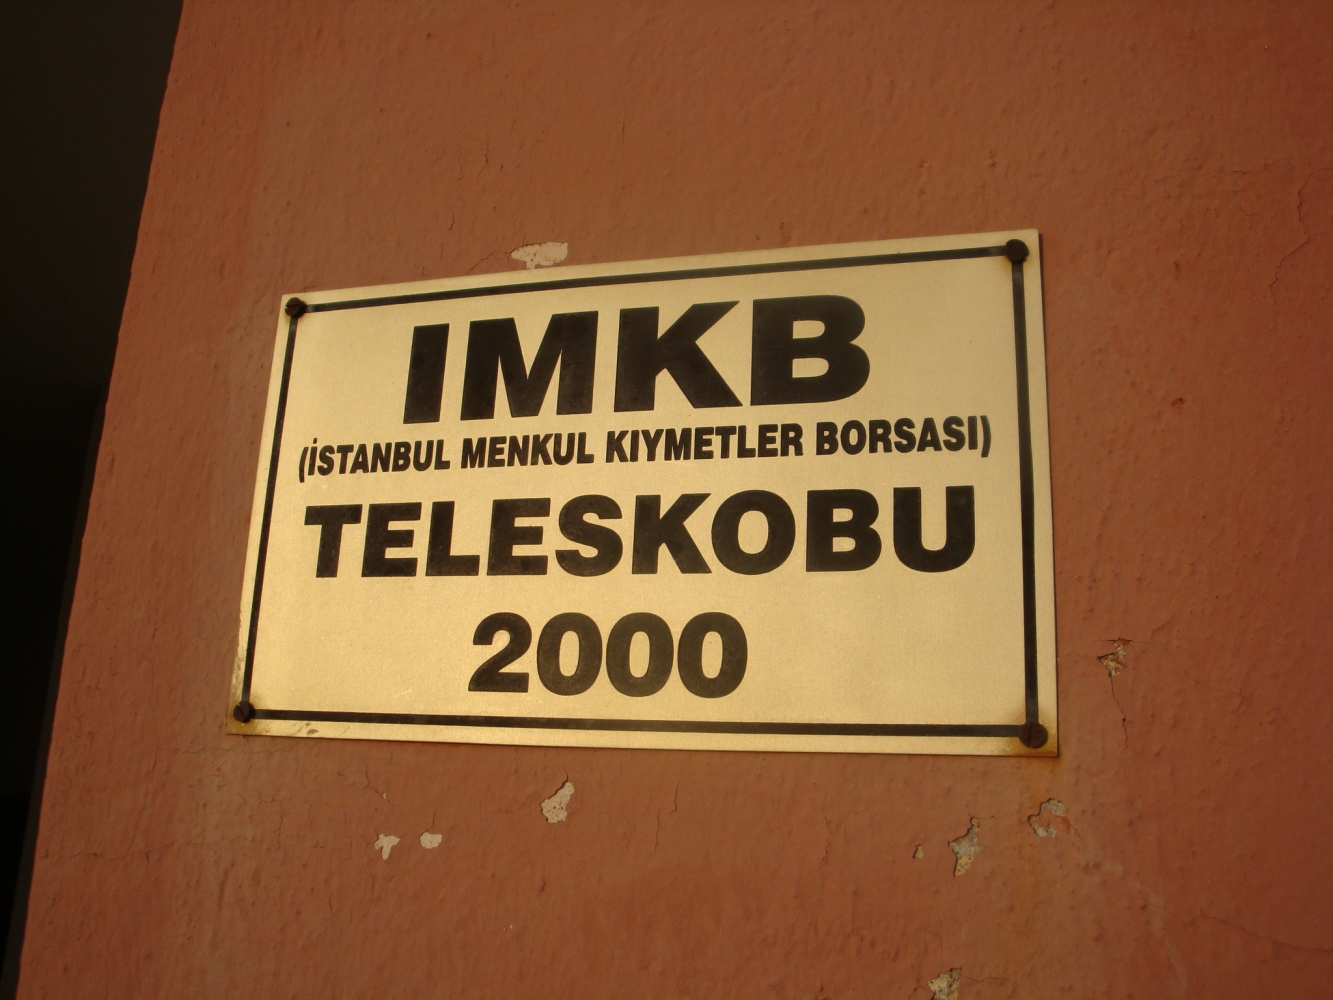 IMKB
(İSTANBUL MENKUL KIYMETLER BORSASI)
TELESKOBU
2000